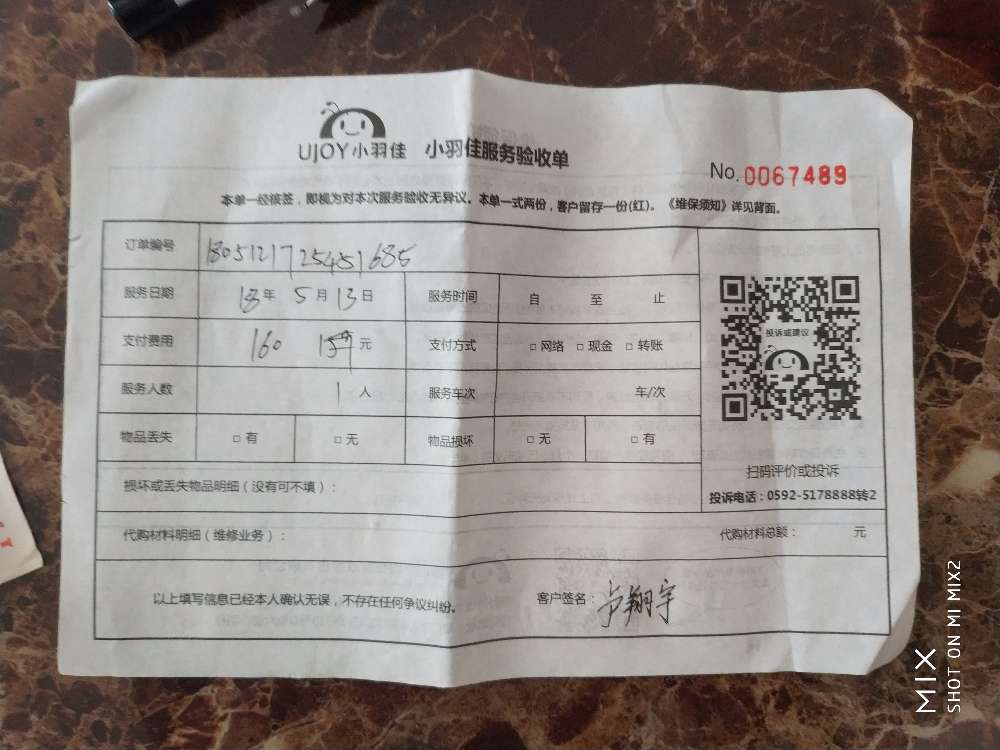 UJOY小羽佳 小羽佳服务验收单
No.0067489
本单一经核签，即视为对本次服务验收无异议。本单一式两份，客户留存一份(红)。《维保须知》详见背面。
订单编号 180512172545 1685
服务日期 18年 5月13日 服务时间 自 至 止
支付费用 160 元 支付方式 □网络 □现金 □转账
服务人数 1人 服务车次 车/次
物品丢失 □有 □无 物品损坏 □无 □有
投诉或建议
扫码评价或投诉
投诉电话：0592-5178888转2
损坏或丢失物品明细（没有可不填）：
代购材料明细（维修业务）： 代购材料总额： 元
以上填写信息已经本人确认无误，不存在任何争议纠纷。 客户签名：卢翔宇
MIX
SHOT ON MI MIX2